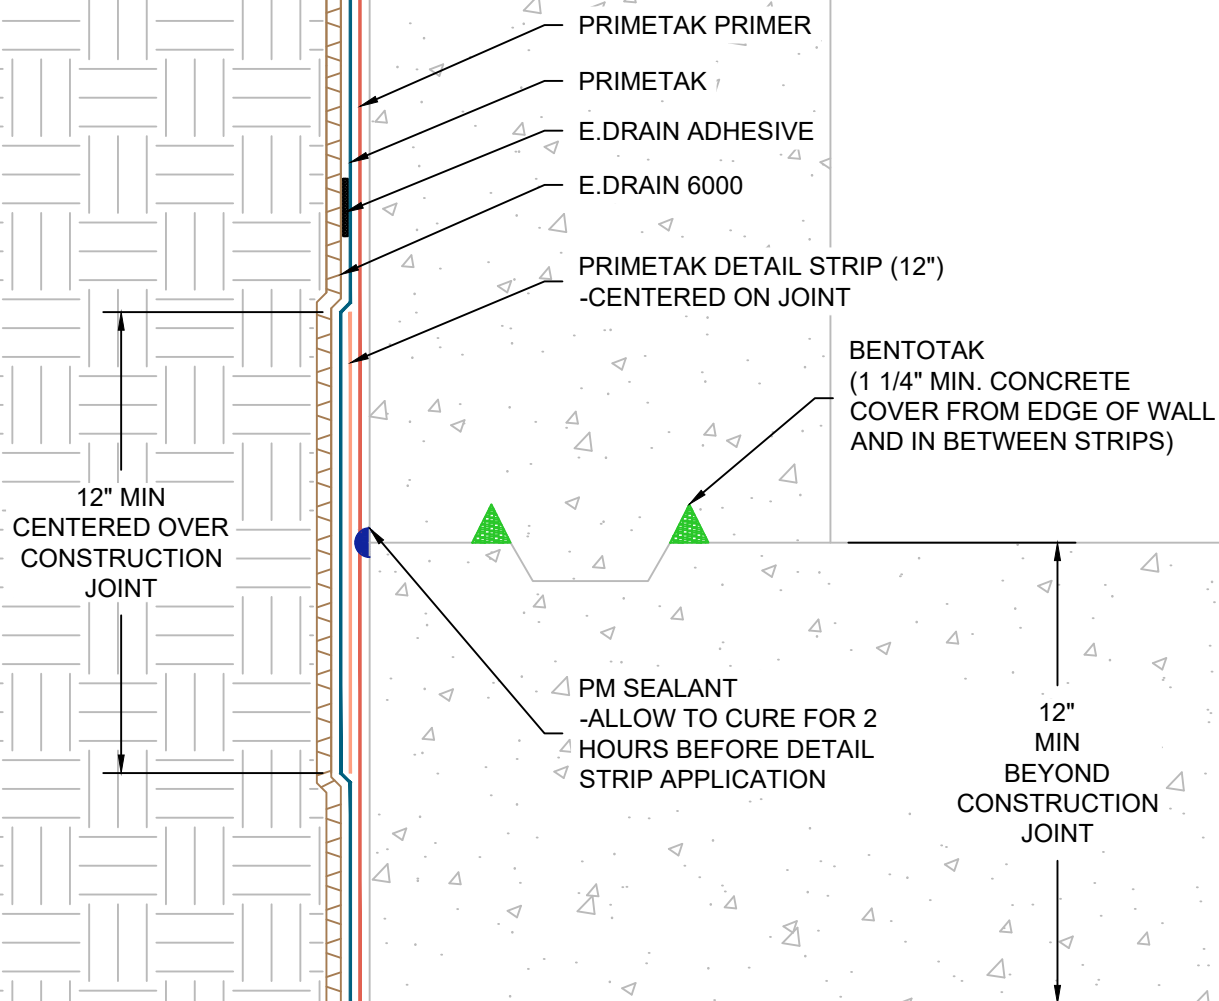 PRIMETAK PRIMER
PRIMETAK
E.DRAIN ADHESIVE
E.DRAIN 6000
PRIMETAK DETAIL STRIP (12")
-CENTERED ON JOINT
BENTOTAK
(1 1/4" MIN. CONCRETE
COVER FROM EDGE OF WALL
AND IN BETWEEN STRIPS)
12" MIN
CENTERED OVER
CONSTRUCTION
JOINT
PM SEALANT
-ALLOW TO CURE FOR 2
HOURS BEFORE DETAIL
STRIP APPLICATION
12"
MIN
BEYOND
CONSTRUCTION
JOINT